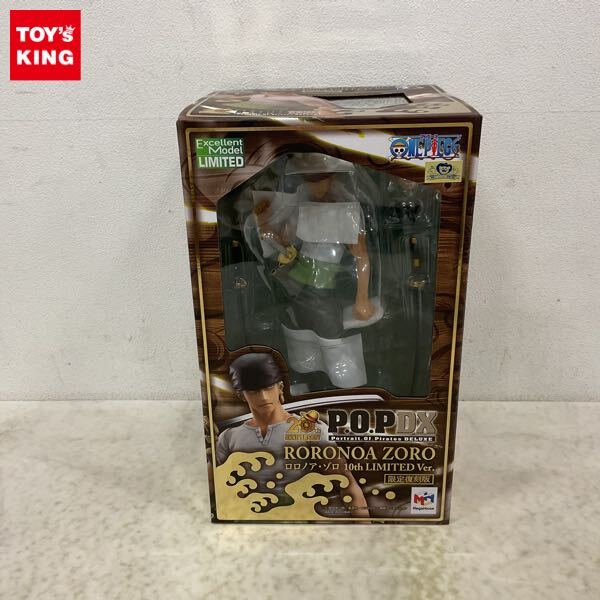 TOY'S
KING
Excellent
Model
LIMITED
ONE PIECE
20th
P.O.P DX
Portrait.Of.Pirates DELUXE
RORONOA ZORO
ロロノア・ゾロ 10th LIMITED Ver.
限定復刻版
MegaHouse